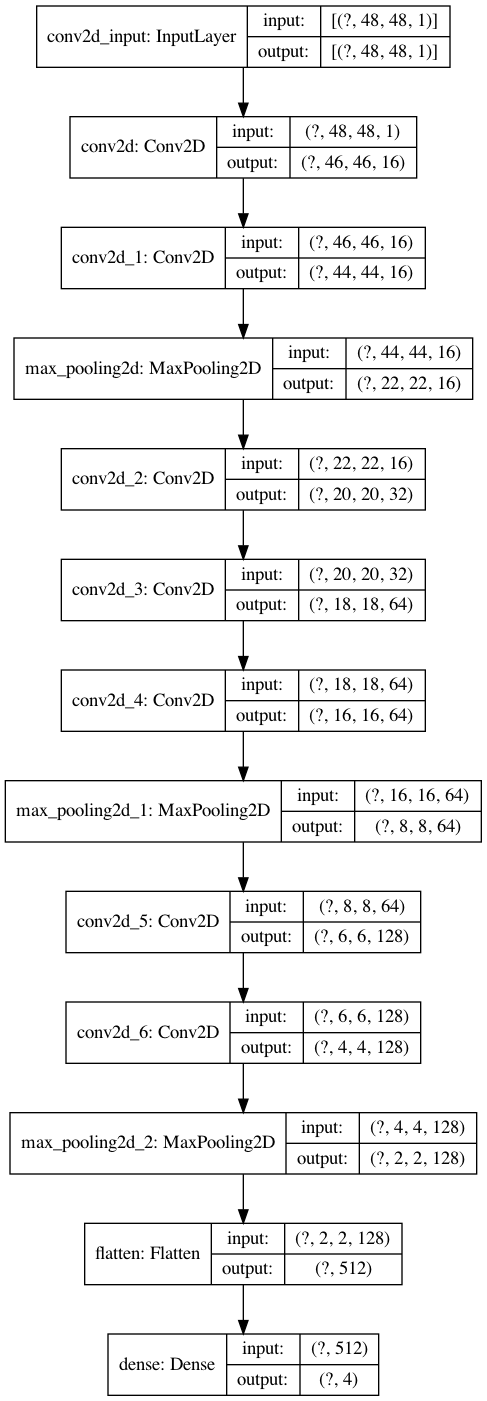 conv2d_input: InputLayer
input:
[(?, 48, 48, 1)]
output:
[(?, 48, 48, 1)]
conv2d: Conv2D
input:
(?, 48, 48, 1)
output:
(?, 46, 46, 16)
conv2d_1: Conv2D
input:
(?, 46, 46, 16)
output:
(?, 44, 44, 16)
max_pooling2d: MaxPooling2D
input:
(?, 44, 44, 16)
output:
(?, 22, 22, 16)
conv2d_2: Conv2D
input:
(?, 22, 22, 16)
output:
(?, 20, 20, 32)
conv2d_3: Conv2D
input:
(?, 20, 20, 32)
output:
(?, 18, 18, 64)
conv2d_4: Conv2D
input:
(?, 18, 18, 64)
output:
(?, 16, 16, 64)
max_pooling2d_1: MaxPooling2D
input:
(?, 16, 16, 64)
output:
(?, 8, 8, 64)
conv2d_5: Conv2D
input:
(?, 8, 8, 64)
output:
(?, 6, 6, 128)
conv2d_6: Conv2D
input:
(?, 6, 6, 128)
output:
(?, 4, 4, 128)
max_pooling2d_2: MaxPooling2D
input:
(?, 4, 4, 128)
output:
(?, 2, 2, 128)
flatten: Flatten
input:
(?, 2, 2, 128)
output:
(?, 512)
dense: Dense
input:
(?, 512)
output:
(?, 4)